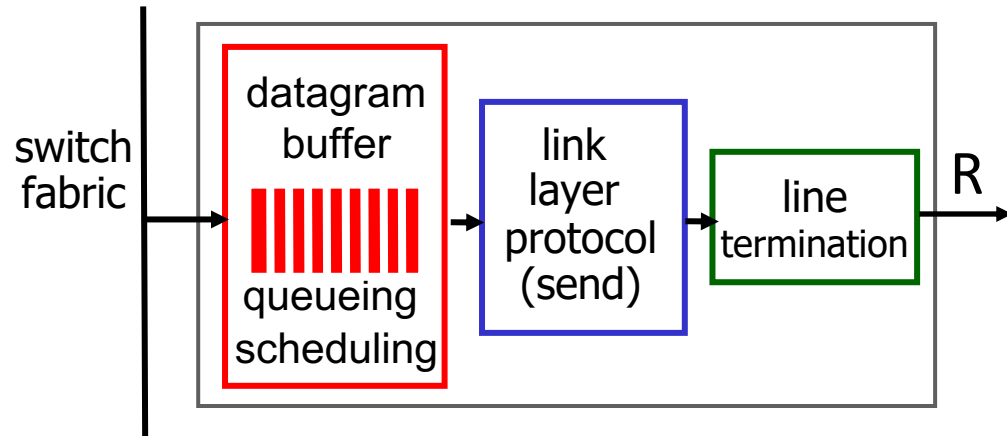 switch
fabric
datagram
buffer
queueing
scheduling
link
layer
protocol
(send)
line
termination
R